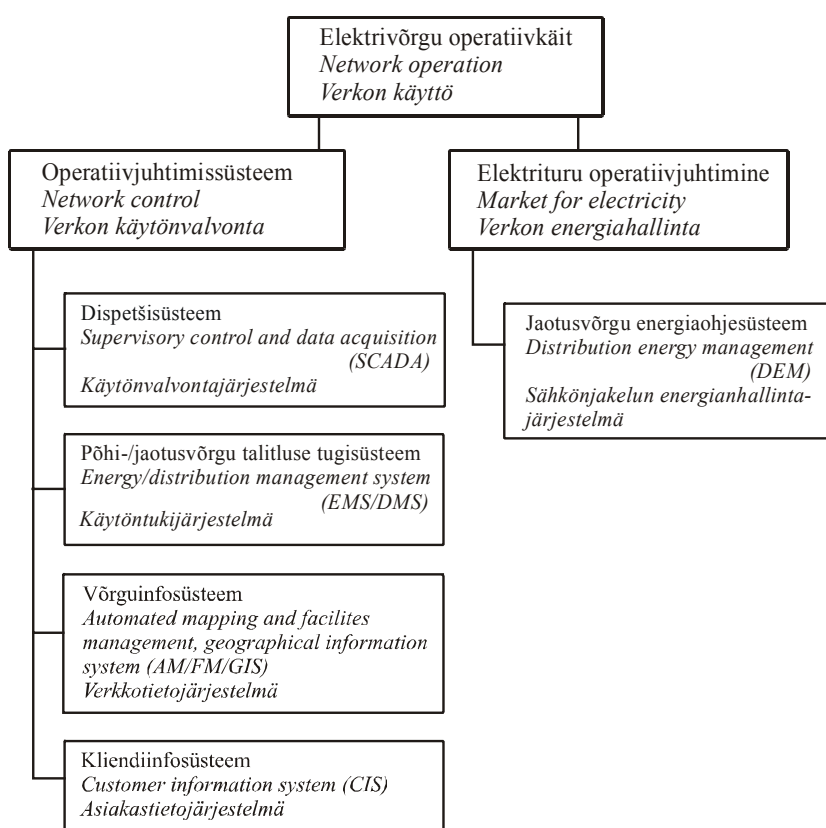 Elektrivõrgu operatiivkäit
Network operation
Verkon käyttö
Operatiivjuhtimissüsteem
Network control
Verkon käytönvalvonta
Elektrituru operatiivjuhtimine
Market for electricity
Verkon energiahallinta
Dispetšisüsteem
Supervisory control and data acquisition
(SCADA)
Käytönvalvontajärjestelmä
Põhi-/jaotusvõrgu talitluse tugisüsteem
Energy/distribution management system
(EMS/DMS)
Käytöntukijärjestelmä
Võrguinfosüsteem
Automated mapping and facilites
management, geographical information
system (AM/FM/GIS)
Verkkotietojärjestelmä
Kliendiinfosüsteem
Customer information system (CIS)
Asiakastietojärjestelmä
Jaotusvõrgu energiaohjesüsteem
Distribution energy management
(DEM)
Sähkönjakelun energianhallinta-
järjestelmä